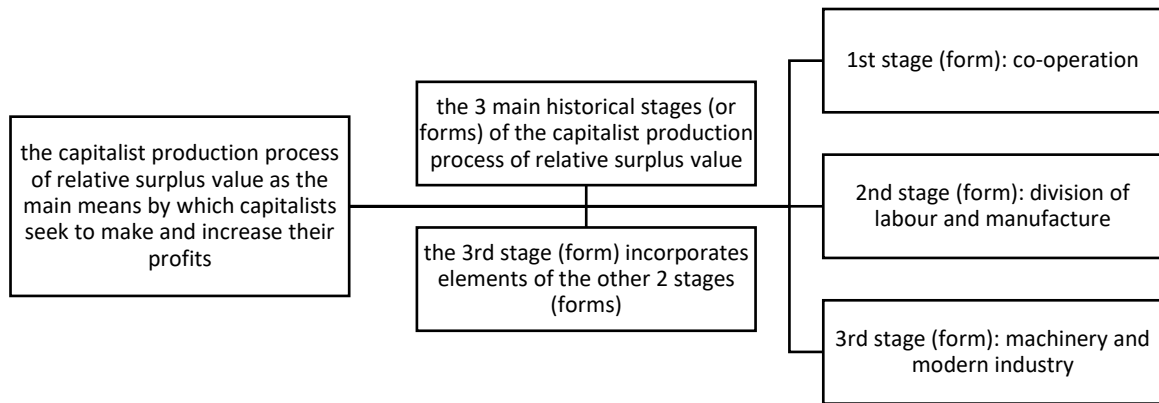 the capitalist production process
of relative surplus value as the
main means by which capitalists
seek to make and increase their
profits
the 3 main historical stages (or
forms) of the capitalist production
process of relative surplus value
the 3rd stage (form) incorporates
elements of the other 2 stages
(forms)
1st stage (form): co-operation
2nd stage (form): division of
labour and manufacture
3rd stage (form): machinery and
modern industry